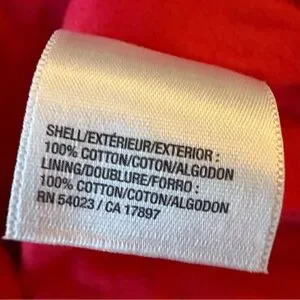 SHELL/EXTÉRIEUR/EXTERIOR :
100% COTTON/COTON/ALGODON
LINING/DOUBLURE/FORRO :
100% COTTON/COTON/ALGODON
RN 54023 / CA 17897